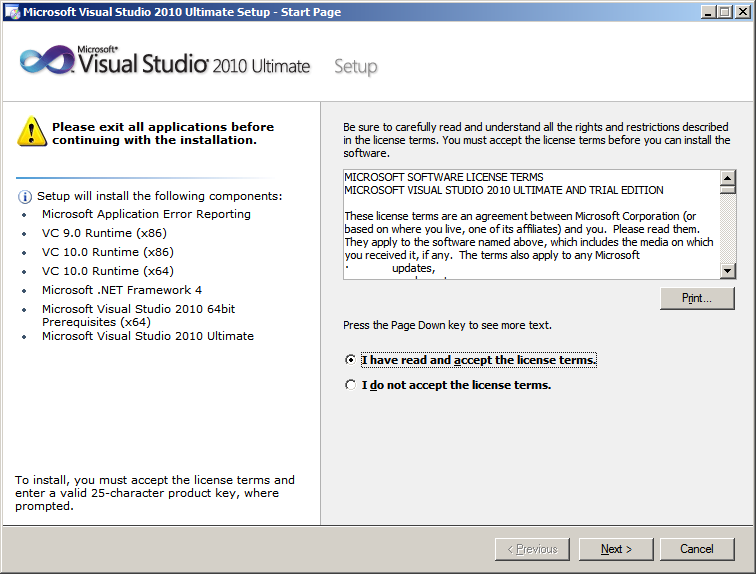 Microsoft Visual Studio 2010 Ultimate Setup - Start Page
Microsoft®
Visual Studio® 2010 Ultimate Setup
Please exit all applications before
continuing with the installation.
Setup will install the following components:
Microsoft Application Error Reporting
VC 9.0 Runtime (x86)
VC 10.0 Runtime (x86)
VC 10.0 Runtime (x64)
Microsoft .NET Framework 4
Microsoft Visual Studio 2010 64bit
Prerequisites (x64)
Microsoft Visual Studio 2010 Ultimate
To install, you must accept the license terms and
enter a valid 25-character product key, where
prompted.
Be sure to carefully read and understand all the rights and restrictions described
in the license terms. You must accept the license terms before you can install the
software.
MICROSOFT SOFTWARE LICENSE TERMS
MICROSOFT VISUAL STUDIO 2010 ULTIMATE AND TRIAL EDITION
These license terms are an agreement between Microsoft Corporation (or
based on where you live, one of its affiliates) and you. Please read them.
They apply to the software named above, which includes the media on which
you received it, if any. The terms also apply to any Microsoft
· updates,
Print...
Press the Page Down key to see more text.
I have read and accept the license terms.
I do not accept the license terms.
< Previous
Next >
Cancel